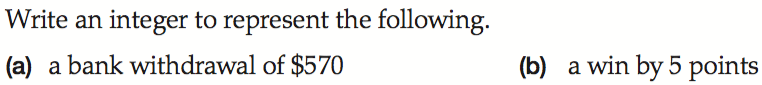 Write an integer to represent the following.
(a) a bank withdrawal of $570 (b) a win by 5 points